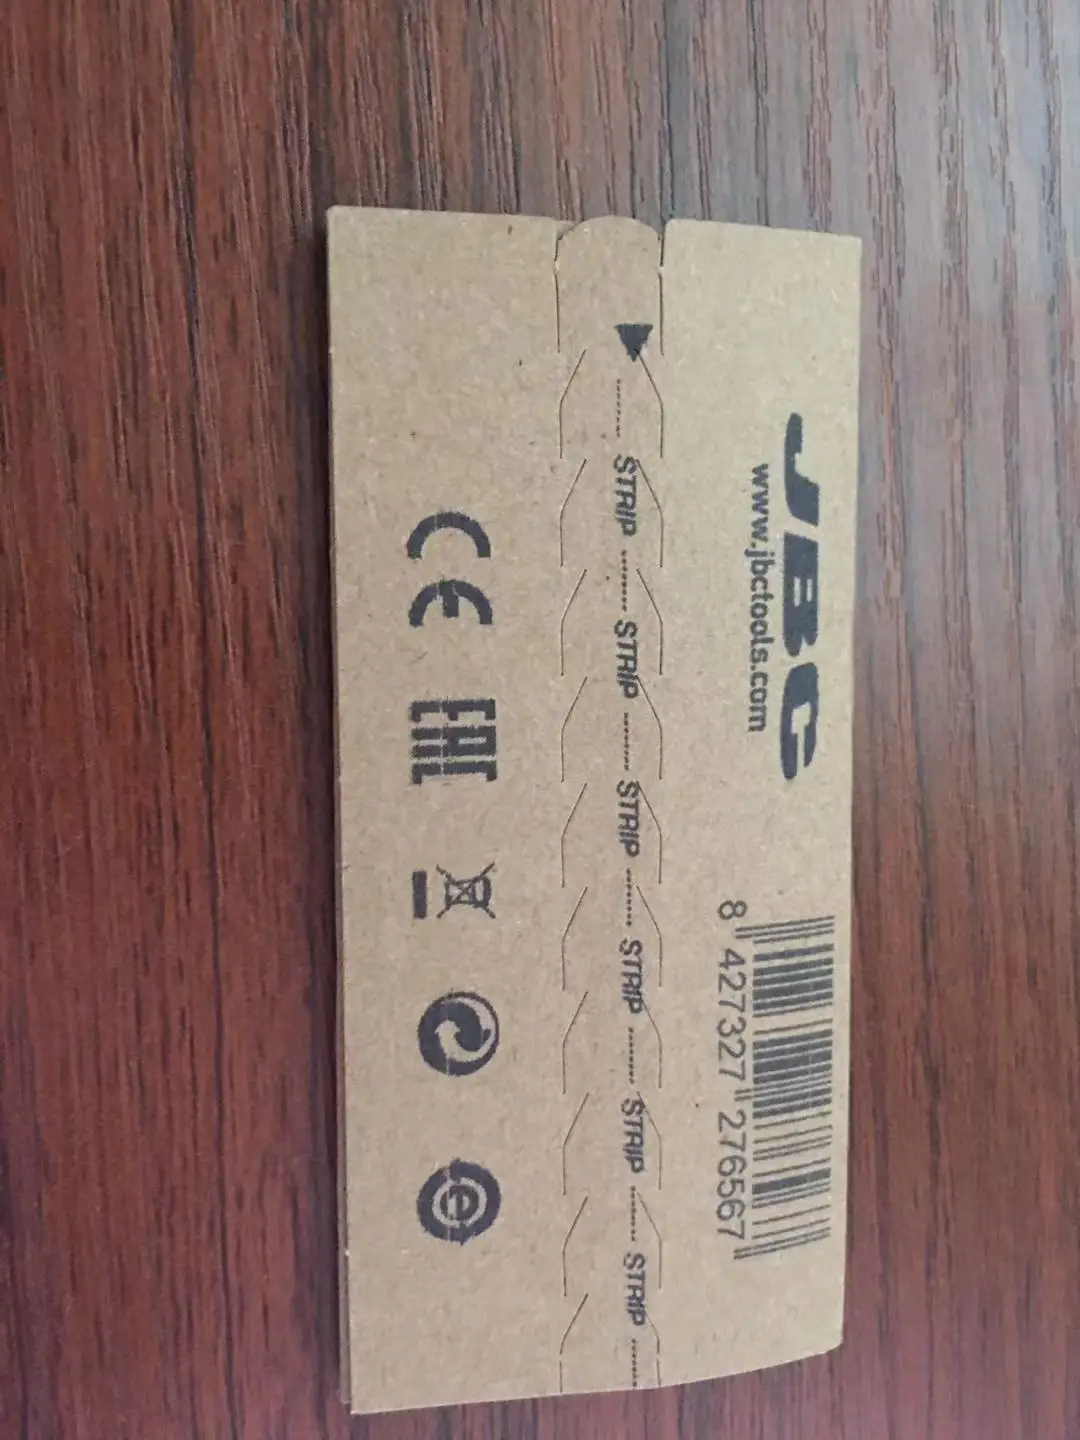 JBC
www.jbctools.com
8 427327 276567
STRIP STRIP STRIP STRIP STRIP STRIP
CE EAC
e